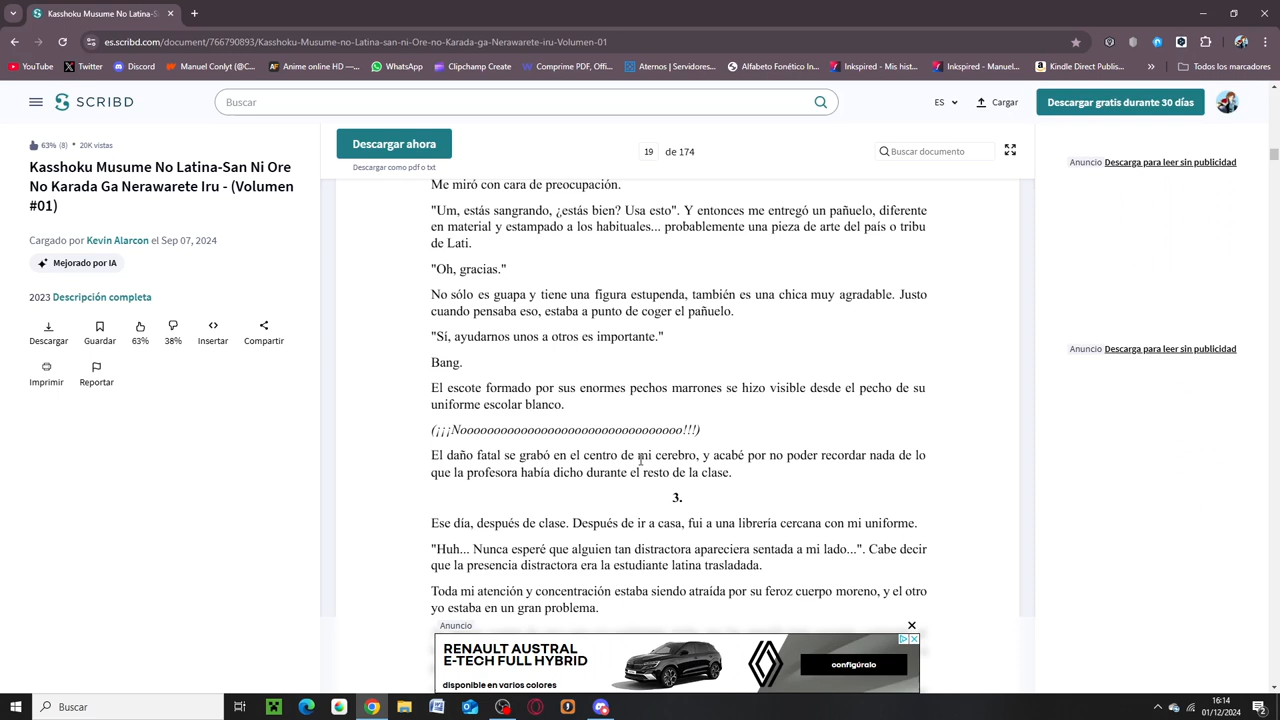 Kasshoku Musume No Latina-S
es.scribd.com/document/766790893/Kasshoku-Musume-no-Latina-san-ni-Ore-no-Karada-ga-Nerawarete-Iru-Volumen-01
YouTube Twitter Discord Manuel Conlyt (@C... Anime online HD —... WhatsApp Clipchamp Create Comprime PDF, Offi... Aternos | Servidores... Alfabeto Fonético In... Inkspired - Mis hist... Inkspired - Manuel... Kindle Direct Publis... Todos los marcadores
SCRIBD
Buscar
ES
Cargar
Descargar gratis durante 30 días
63% (8) • 20K vistas
Kasshoku Musume No Latina-San Ni Ore
No Karada Ga Nerawarete Iru - (Volumen
#01)
Cargado por Kevin Alarcon el Sep 07, 2024
Mejorado por IA
2023 Descripción completa
Descargar Guardar 63% 38% Insertar Compartir
Imprimir Reportar
Descargar ahora
Descargar como pdf o txt
19 de 174
Buscar documento
Me miró con cara de preocupación.
"Um, estás sangrando, ¿estás bien? Usa esto". Y entonces me entregó un pañuelo, diferente
en material y estampado a los habituales... probablemente una pieza de arte del país o tribu
de Lati.
"Oh, gracias."
No sólo es guapa y tiene una figura estupenda, también es una chica muy agradable. Justo
cuando pensaba eso, estaba a punto de coger el pañuelo.
"Sí, ayudarnos unos a otros es importante."
Bang.
El escote formado por sus enormes pechos marrones se hizo visible desde el pecho de su
uniforme escolar blanco.
(¡¡¡Nooooooooooooooooooooooooooooooooo!!!)
El daño fatal se grabó en el centro de mi cerebro, y acabé por no poder recordar nada de lo
que la profesora había dicho durante el resto de la clase.
3.
Ese día, después de clase. Después de ir a casa, fui a una librería cercana con mi uniforme.
"Huh... Nunca esperé que alguien tan distractora apareciera sentada a mi lado...". Cabe decir
que la presencia distractora era la estudiante latina trasladada.
Toda mi atención y concentración estaba siendo atraída por su feroz cuerpo moreno, y el otro
yo estaba en un gran problema.
Anuncio Descarga para leer sin publicidad
Anuncio Descarga para leer sin publicidad
Anuncio
RENAULT AUSTRAL
E-TECH FULL HYBRID
disponible en varios colores
configúralo
Buscar
16:14
01/12/2024
2